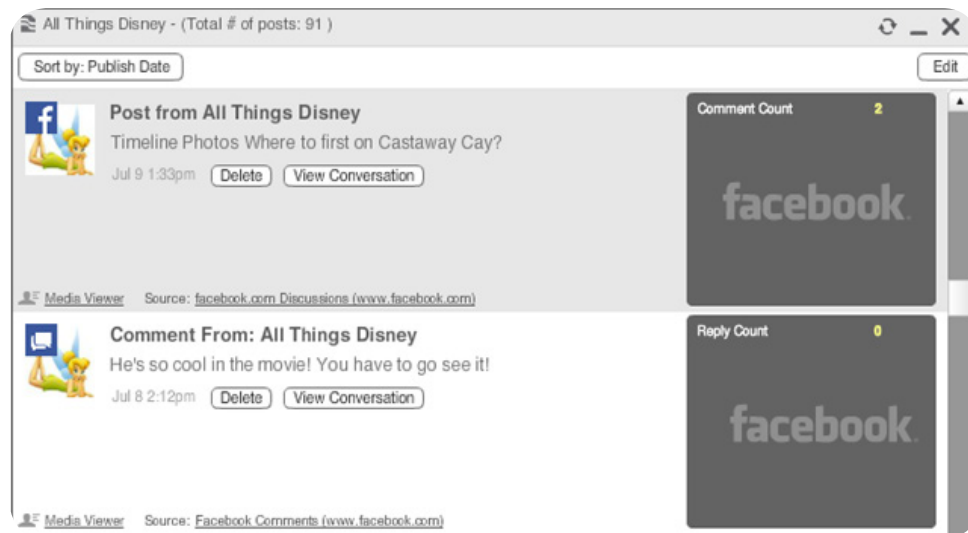 All Things Disney - (Total # of posts: 91 )
Sort by: Publish Date
Edit
Post from All Things Disney
Timeline Photos Where to first on Castaway Cay?
Jul 9 1:33pm Delete View Conversation
Media Viewer Source: facebook.com Discussions (www.facebook.com)
Comment Count 2
facebook.
Comment From: All Things Disney
He's so cool in the movie! You have to go see it!
Jul 8 2:12pm Delete View Conversation
Media Viewer Source: Facebook Comments (www.facebook.com)
Reply Count 0
facebook.